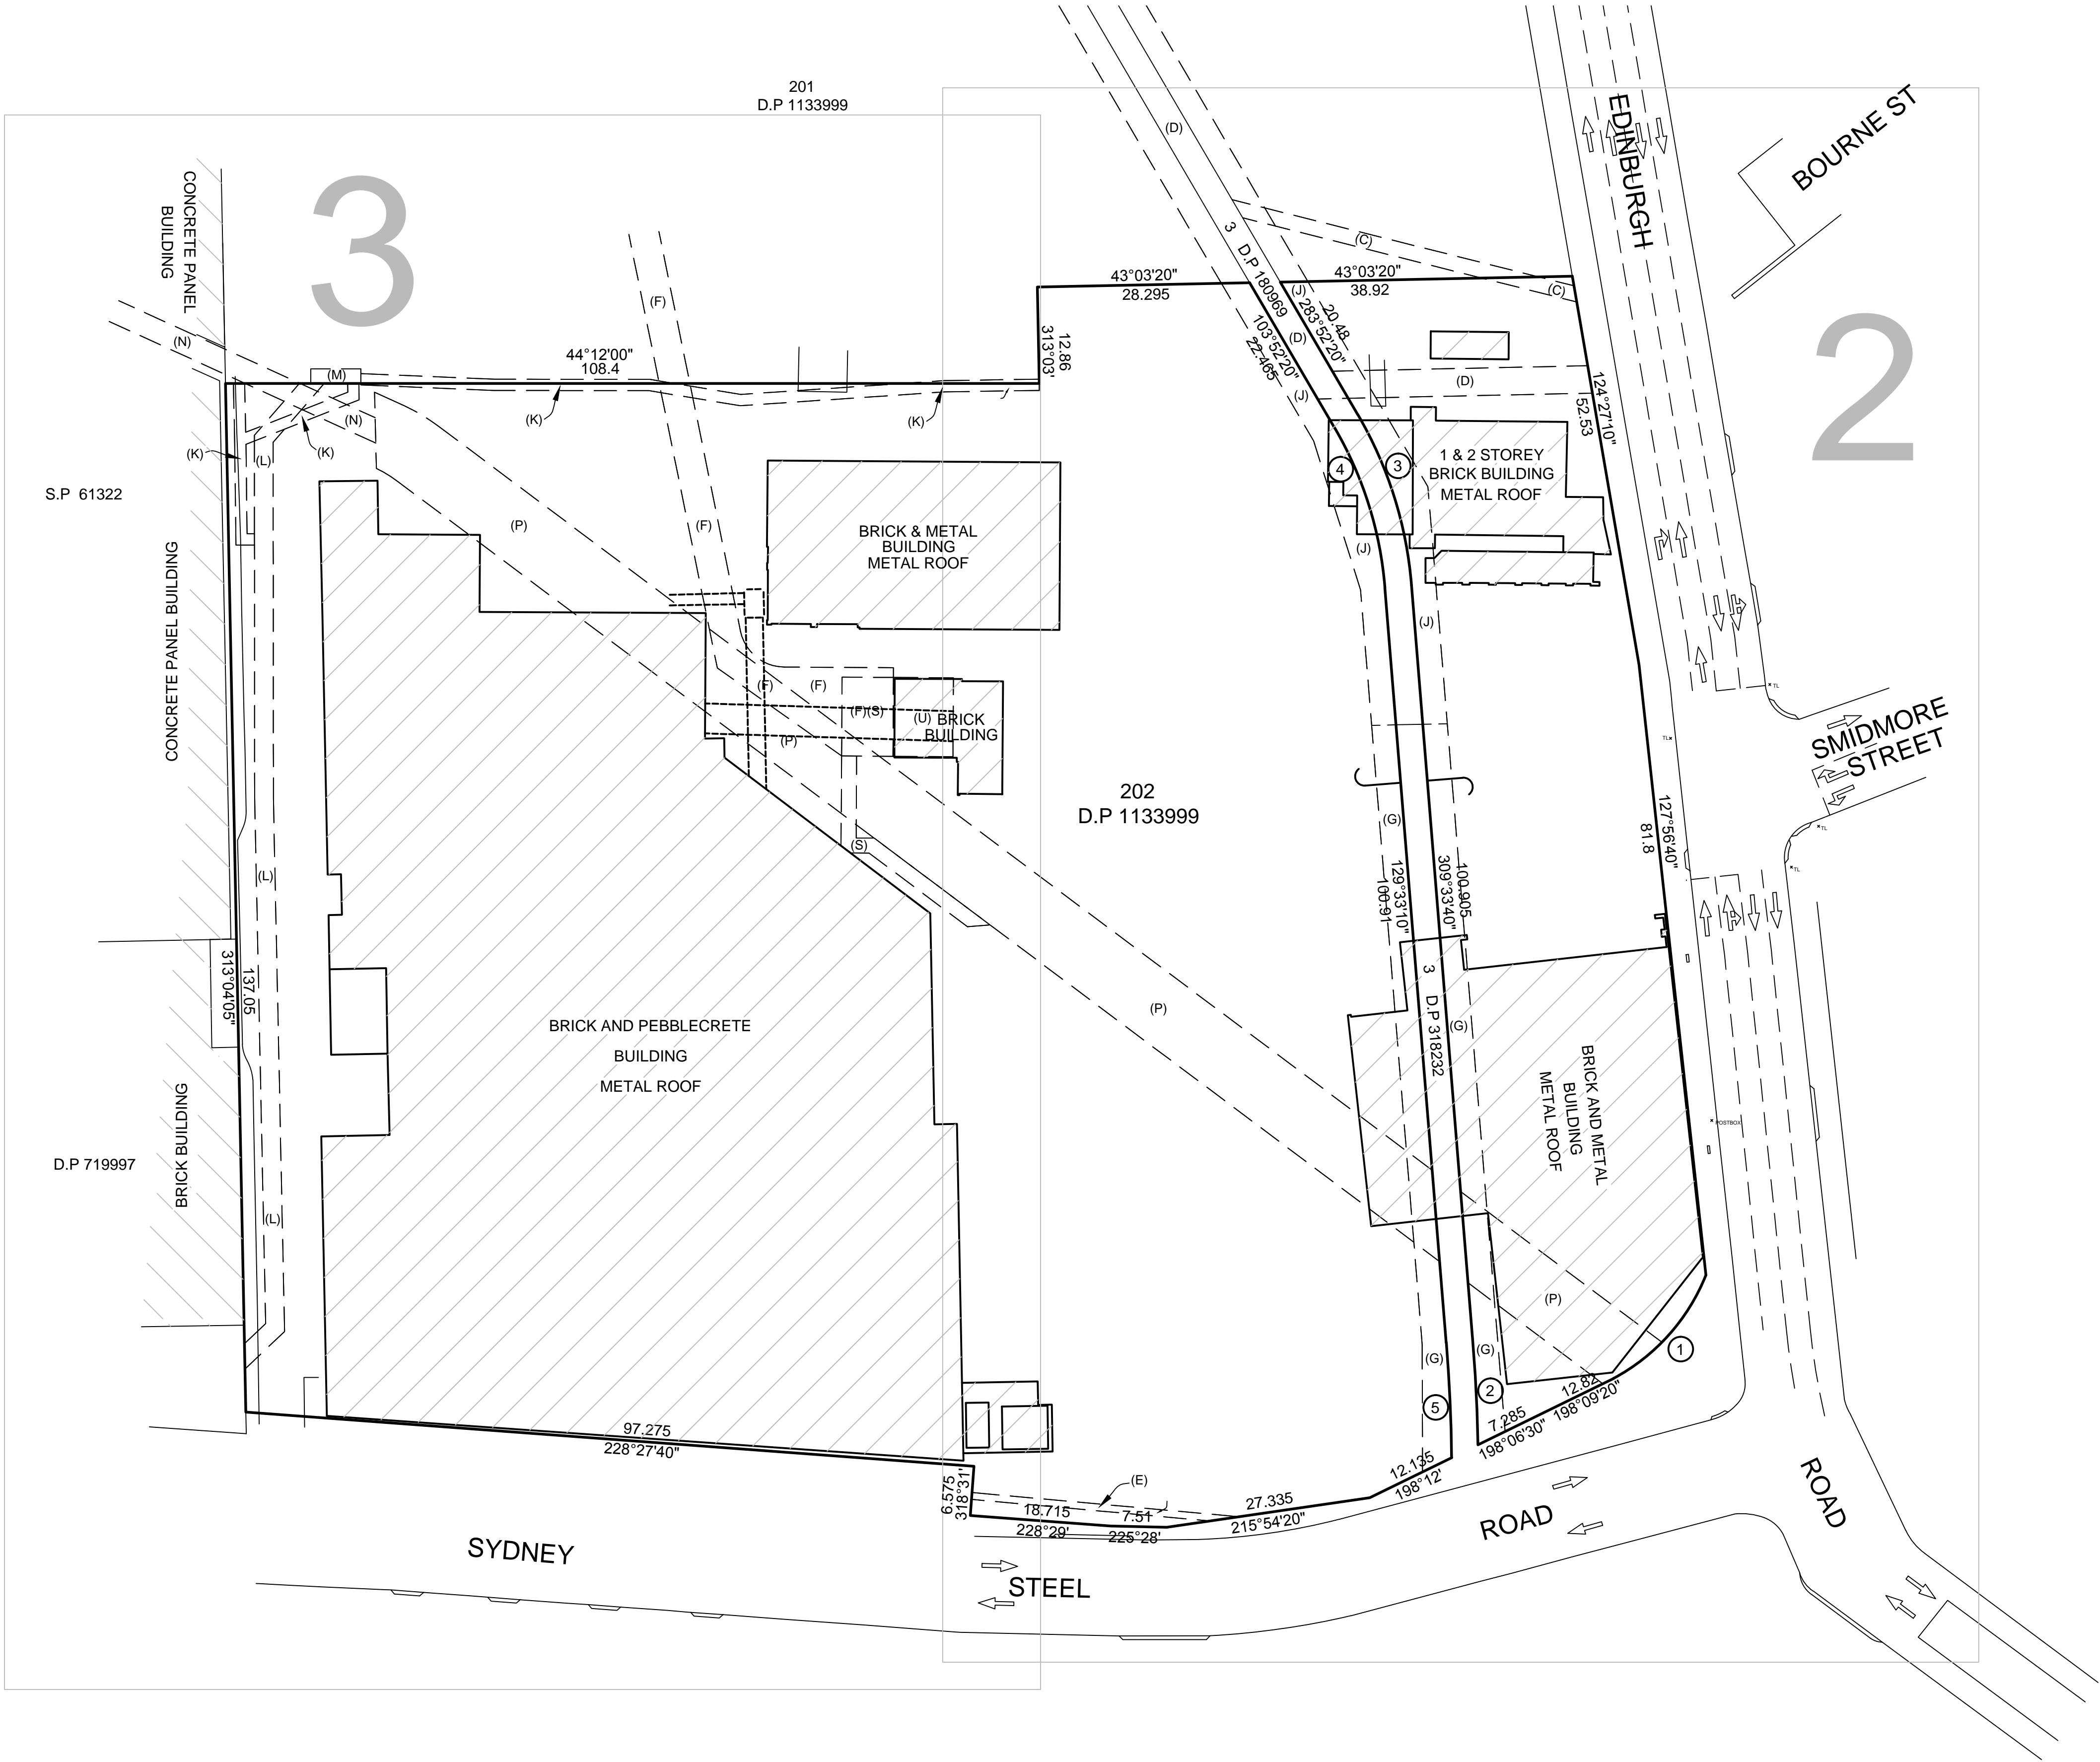 201
D.P 1133999
3
2
EDINBURGH
BOURNE ST
(D)
(C)
(C)
3
D.P 180969
43°03'20"
28.295
43°03'20"
38.92
(J)
20.48
283°52'20"
(D)
103°52'20"
22.465
(J)
(D)
12.86
313°03'
124°27'10"
52.53
CONCRETE PANEL
BUILDING
(F)
(N)
(M)
44°12'00"
108.4
(K)
(K)
(N)
(K)
(K)
(L)
S.P 61322
(P)
(F)
BRICK & METAL
BUILDING
METAL ROOF
4
3
1 & 2 STOREY
BRICK BUILDING
METAL ROOF
(J)
(J)
CONCRETE PANEL BUILDING
(F)
(F)
(F)(S)
(U)
BRICK
BUILDING
(P)
(S)
202
D.P 1133999
TL
TL
TL
TL
SMIDMORE
STREET
127°56'40"
81.8
(G)
129°33'10"
100.91
100.905
309°33'40"
(L)
313°04'05"
137.05
3
D.P 318232
(G)
(P)
BRICK AND PEBBLECRETE
BUILDING
METAL ROOF
BRICK AND METAL
BUILDING
METAL ROOF
POSTBOX
BRICK BUILDING
D.P 719997
(L)
(P)
(G)
(G)
1
2
5
12.82
198°09'20"
7.285
198°06'30"
97.275
228°27'40"
6.575
318°31'
(E)
18.715
228°29'
7.51
225°28'
27.335
215°54'20"
12.135
198°12'
SYDNEY
STEEL
ROAD
ROAD